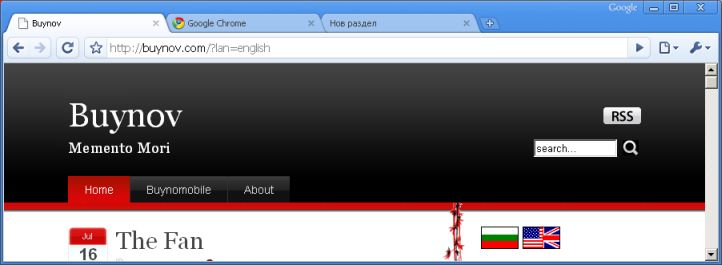 Google
Buynov
Google Chrome
Нов раздел
http://buynov.com/?lan=english
Buynov
RSS
Memento Mori
search...
Home
Buynomobile
About
Jul
16
The Fan